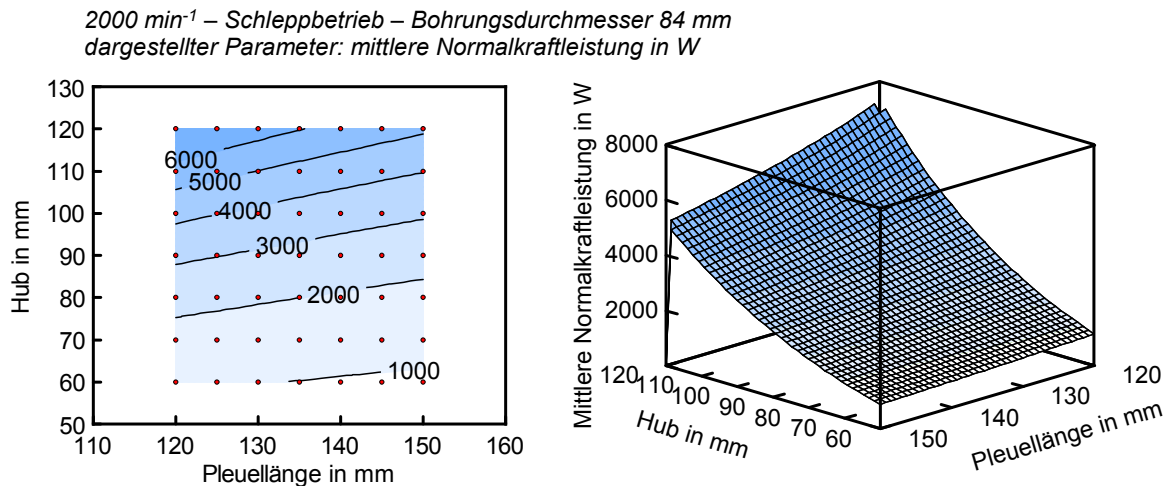 2000 min⁻¹ – Schleppbetrieb – Bohrungsdurchmesser 84 mm
dargestellter Parameter: mittlere Normalkraftleistung in W
130
120
110
100
90
80
70
60
50
Hub in mm
6000
5000
4000
3000
2000
1000
110 120 130 140 150 160
Pleuellänge in mm
Mittlere Normalkraftleistung in W
8000
6000
4000
2000
120 110 100 90 80 70 60
Hub in mm
150 140 130 120
Pleuellänge in mm